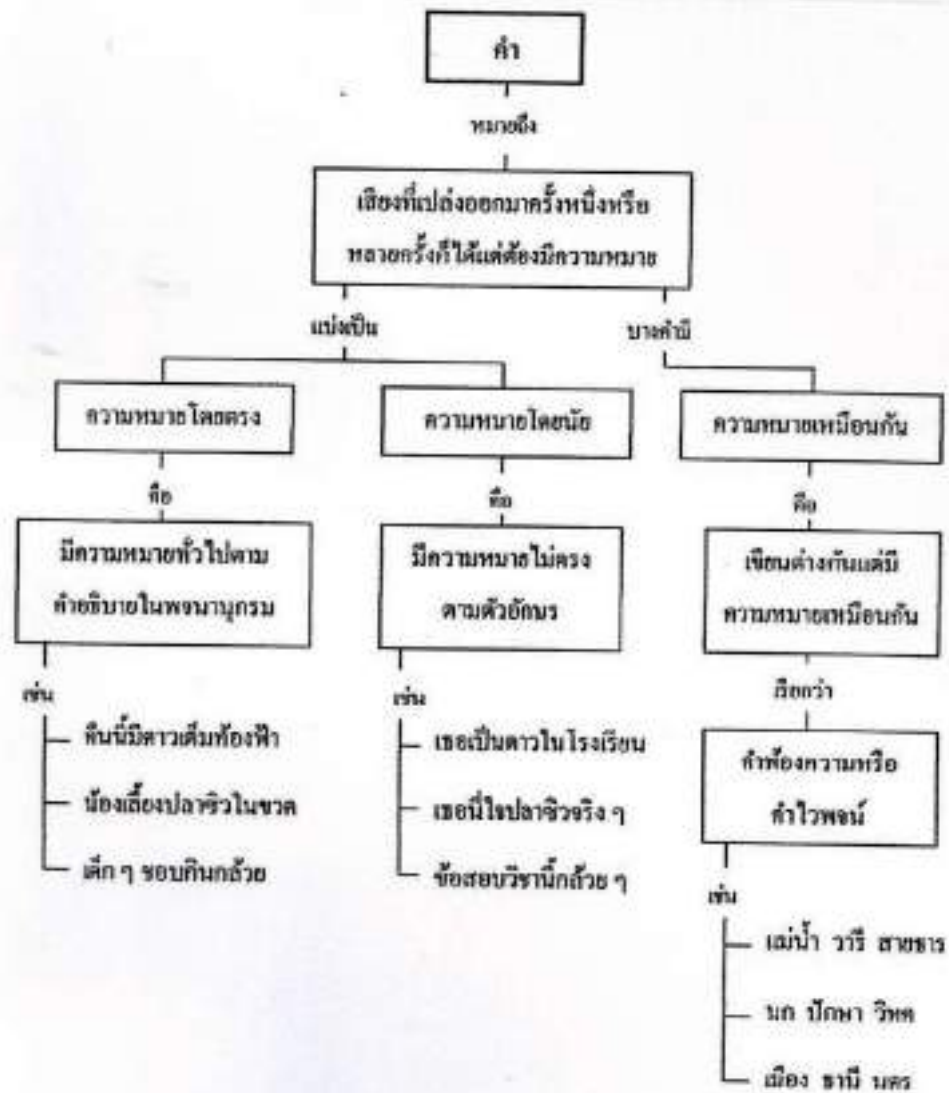 คำ
หมายถึง
เสียงที่เปล่งออกมาครั้งหนึ่งหรือ
หลายครั้งก็ได้แต่ต้องมีความหมาย
แบ่งเป็น
บางคำมี
ความหมายโดยตรง
ความหมายโดยนัย
ความหมายเหมือนกัน
คือ
คือ
คือ
มีความหมายทั่วไปตาม
คำอธิบายในพจนานุกรม
มีความหมายไม่ตรง
ตามตัวอักษร
เขียนต่างกันแต่มี
ความหมายเหมือนกัน
เช่น
คืนนี้มีดาวเต็มท้องฟ้า
น้องเลี้ยงปลาซิวในขวด
เด็ก ๆ ชอบกินกล้วย
เช่น
เธอเป็นดาวในโรงเรียน
เธอนี่ใจปลาซิวจริง ๆ
ข้อสอบวิชานี้กล้วย ๆ
เรียกว่า
คำพ้องความหรือ
คำไวพจน์
เช่น
แม่น้ำ วารี สายธาร
นก ปักษา วิหค
เมือง ธานี นคร